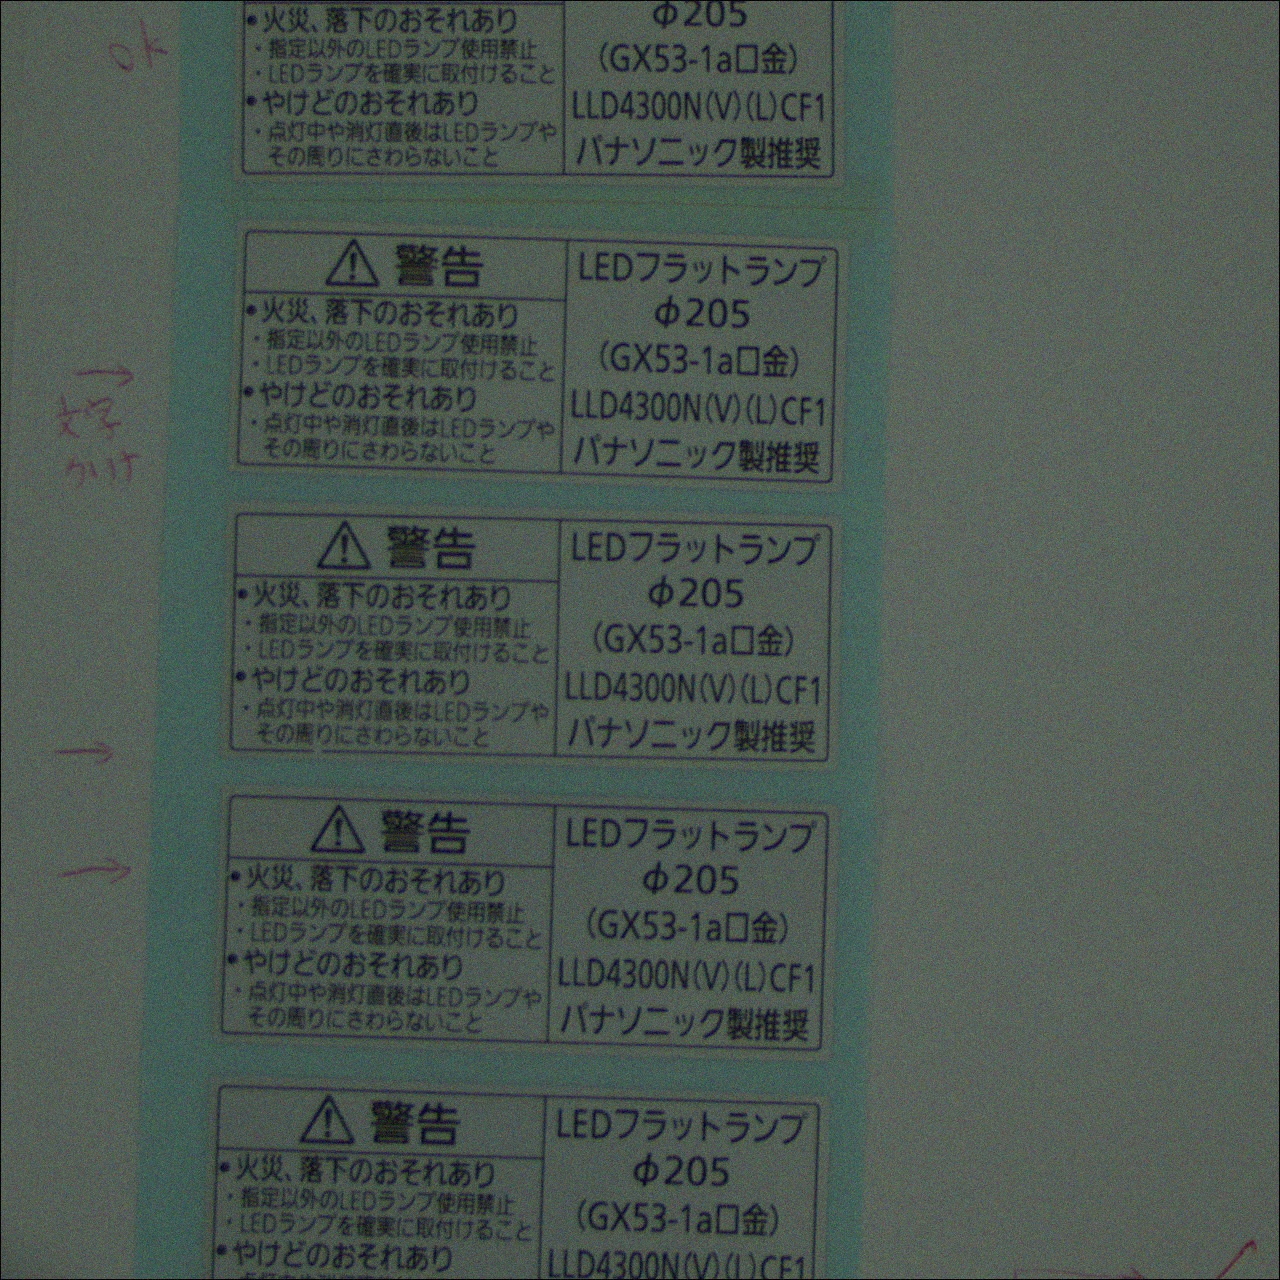 ok
●火災、落下のおそれあり
・指定以外のLEDランプ使用禁止
・LEDランプを確実に取付けること
●やけどのおそれあり
・点灯中や消灯直後はLEDランプや
その周りにさわらないこと
φ205
(GX53-1a口金)
LLD4300N(V)(L)CF1
パナソニック製推奨
→
文字
カケ
警告
●火災、落下のおそれあり
・指定以外のLEDランプ使用禁止
・LEDランプを確実に取付けること
●やけどのおそれあり
・点灯中や消灯直後はLEDランプや
その周りにさわらないこと
LEDフラットランプ
φ205
(GX53-1a口金)
LLD4300N(V)(L)CF1
パナソニック製推奨
→
警告
●火災、落下のおそれあり
・指定以外のLEDランプ使用禁止
・LEDランプを確実に取付けること
●やけどのおそれあり
・点灯中や消灯直後はLEDランプや
その周りにさわらないこと
LEDフラットランプ
φ205
(GX53-1a口金)
LLD4300N(V)(L)CF1
パナソニック製推奨
→
警告
●火災、落下のおそれあり
・指定以外のLEDランプ使用禁止
・LEDランプを確実に取付けること
●やけどのおそれあり
・点灯中や消灯直後はLEDランプや
その周りにさわらないこと
LEDフラットランプ
φ205
(GX53-1a口金)
LLD4300N(V)(L)CF1
パナソニック製推奨
警告
●火災、落下のおそれあり
・指定以外のLEDランプ使用禁止
・LEDランプを確実に取付けること
●やけどのおそれあり
LEDフラットランプ
φ205
(GX53-1a口金)
LLD4300N(V)(L)CF1